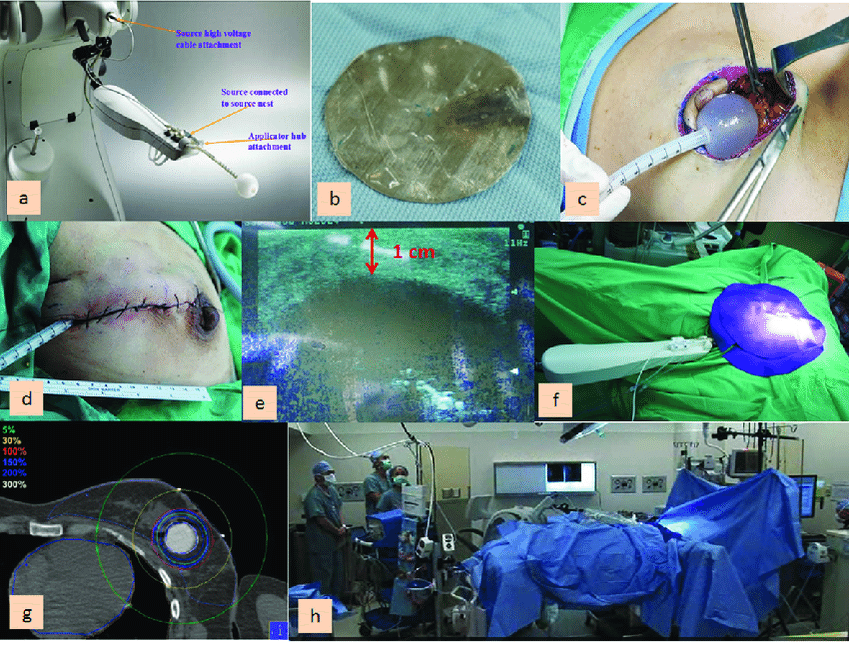 Source high voltage
cable attachment
Source connected
to source nest
Applicator hub
attachment
a
b
c
d
1 cm
11Hz
e
f
5%
30%
100%
150%
200%
300%
g
h